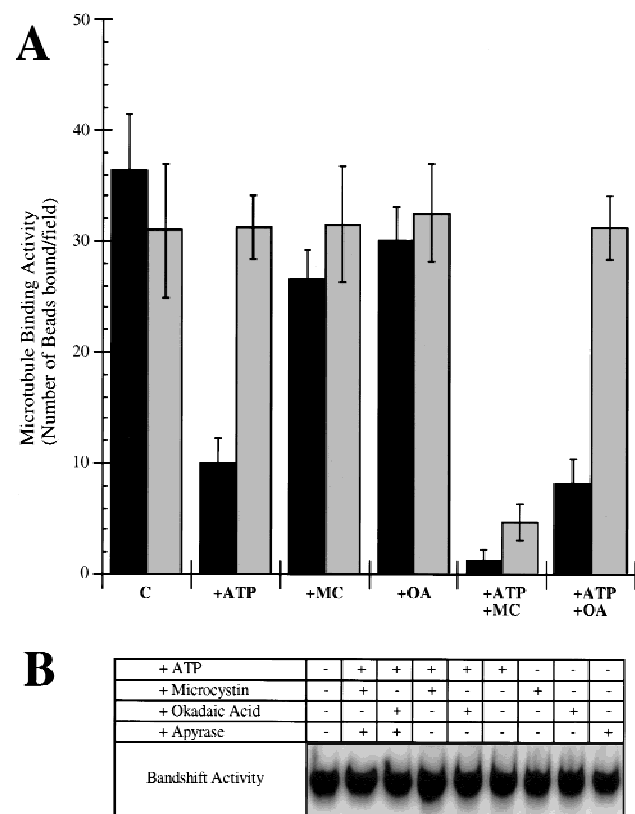 A
50
40
30
20
10
0
Microtubule Binding Activity
(Number of Beads bound/field)
C +ATP +MC +OA +ATP +ATP
+MC +OA
B
+ ATP - + + + + + - - -
+ Microcystin - + - + - - + - -
+ Okadaic Acid - - + - + - - + -
+ Apyrase - + + - - - - - +
Bandshift Activity